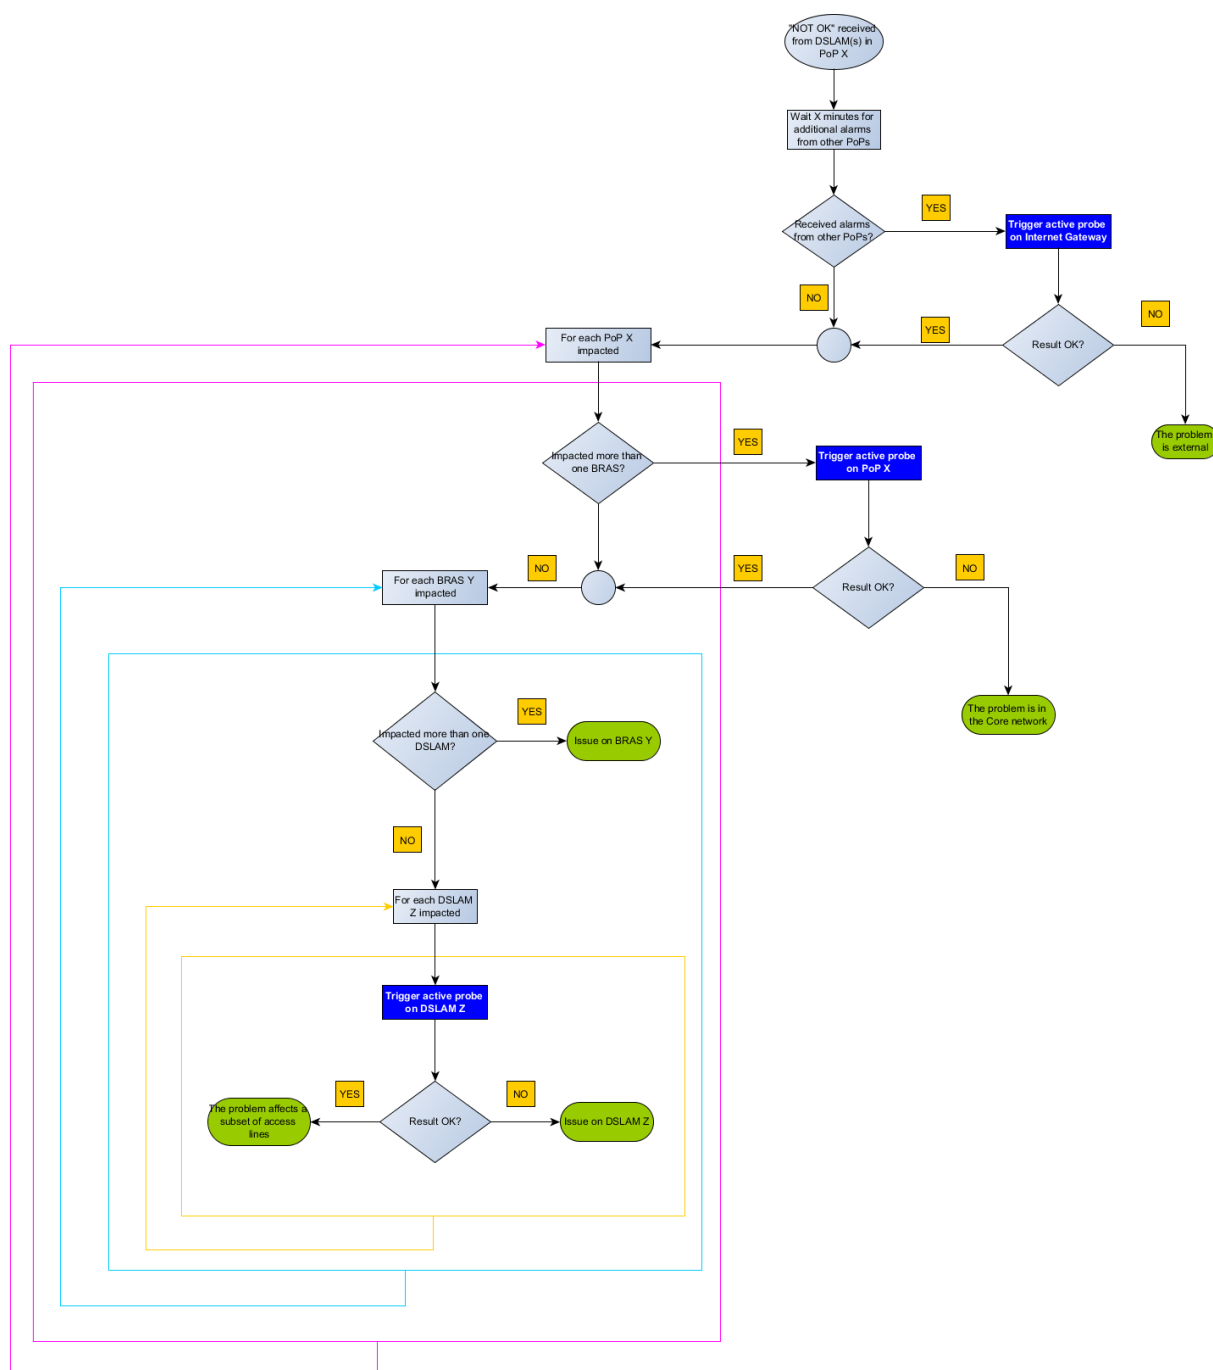 "NOT OK" received
from DSLAM(s) in
PoP X
Wait X minutes for
additional alarms
from other PoPs
YES
Received alarms
from other PoPs?
Trigger active probe
on Internet Gateway
NO
YES
NO
For each PoP X
impacted
Result OK?
The problem
is external
YES
Impacted more than
one BRAS?
Trigger active probe
on PoP X
NO
YES
NO
For each BRAS Y
impacted
Result OK?
YES
The problem is in
the Core network
Impacted more than one
DSLAM?
Issue on BRAS Y
NO
For each DSLAM
Z impacted
Trigger active probe
on DSLAM Z
YES
NO
The problem affects a
subset of access
lines
Result OK?
Issue on DSLAM Z